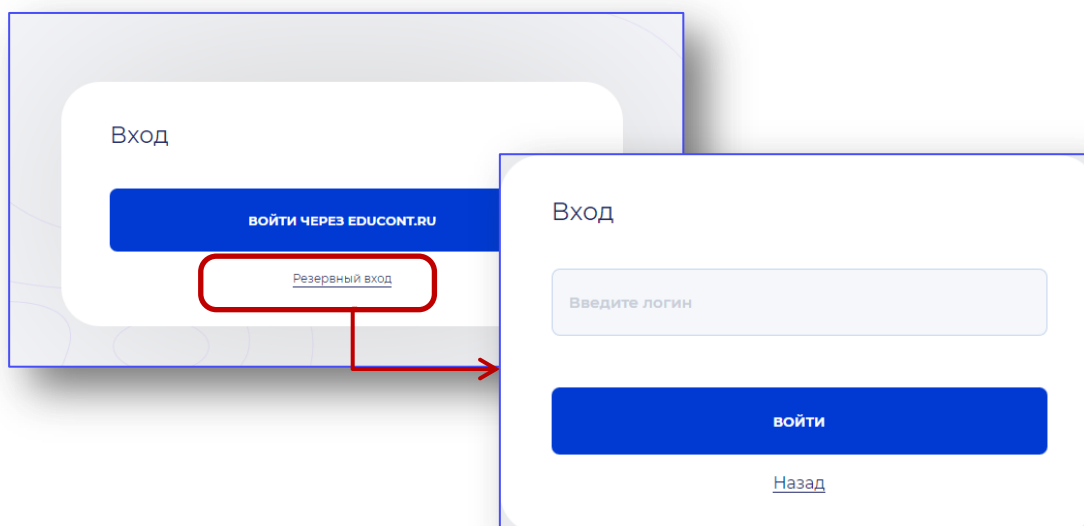 Вход
ВОЙТИ ЧЕРЕЗ EDUCONT.RU
Резервный вход
Вход
Введите логин
ВОЙТИ
Назад